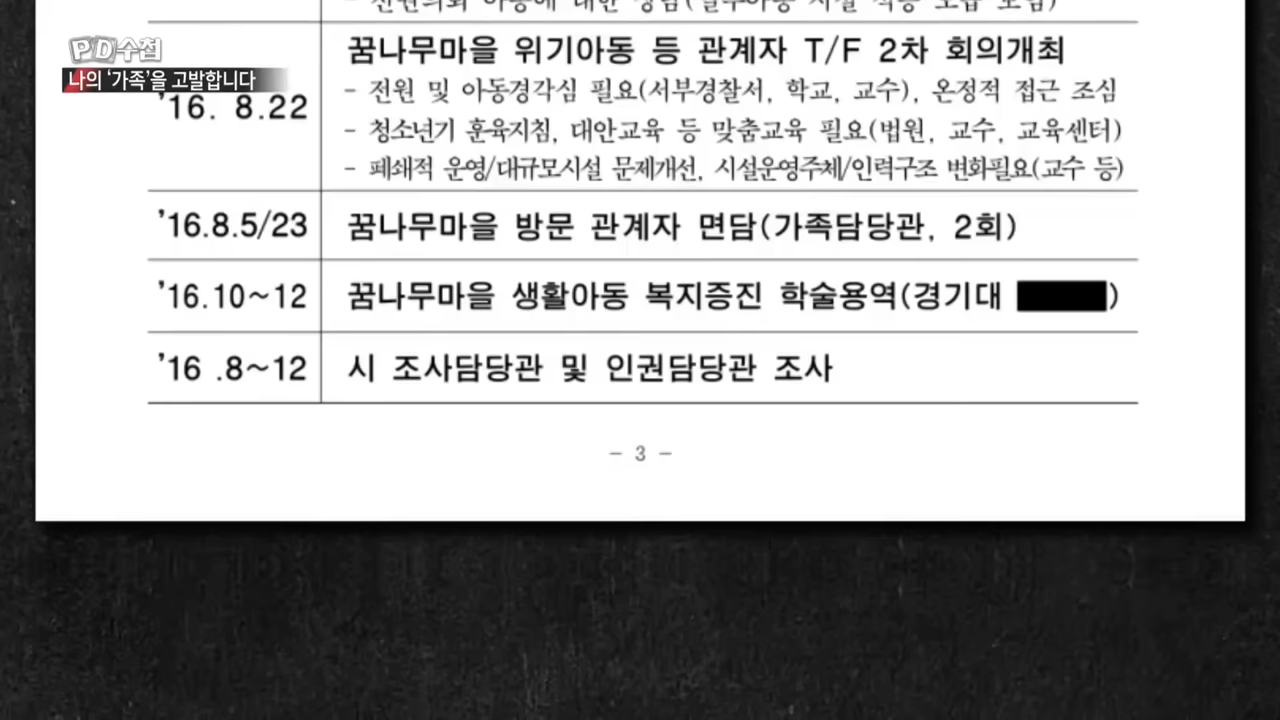 PD수첩
나의 '가족'을 고발합니다
'16. 8.22
꿈나무마을 위기아동 등 관계자 T/F 2차 회의개최
- 전원 및 아동경각심 필요(서부경찰서, 학교, 교수), 온정적 접근 조심
- 청소년기 훈육지침, 대안교육 등 맞춤교육 필요(법원, 교수, 교육센터)
- 폐쇄적 운영/대규모시설 문제개선, 시설운영주체/인력구조 변화필요(교수 등)
'16.8.5/23 꿈나무마을 방문 관계자 면담(가족담당관, 2회)
'16.10~12 꿈나무마을 생활아동 복지증진 학술용역(경기대 )
'16 .8~12 시 조사담당관 및 인권담당관 조사
- 3 -